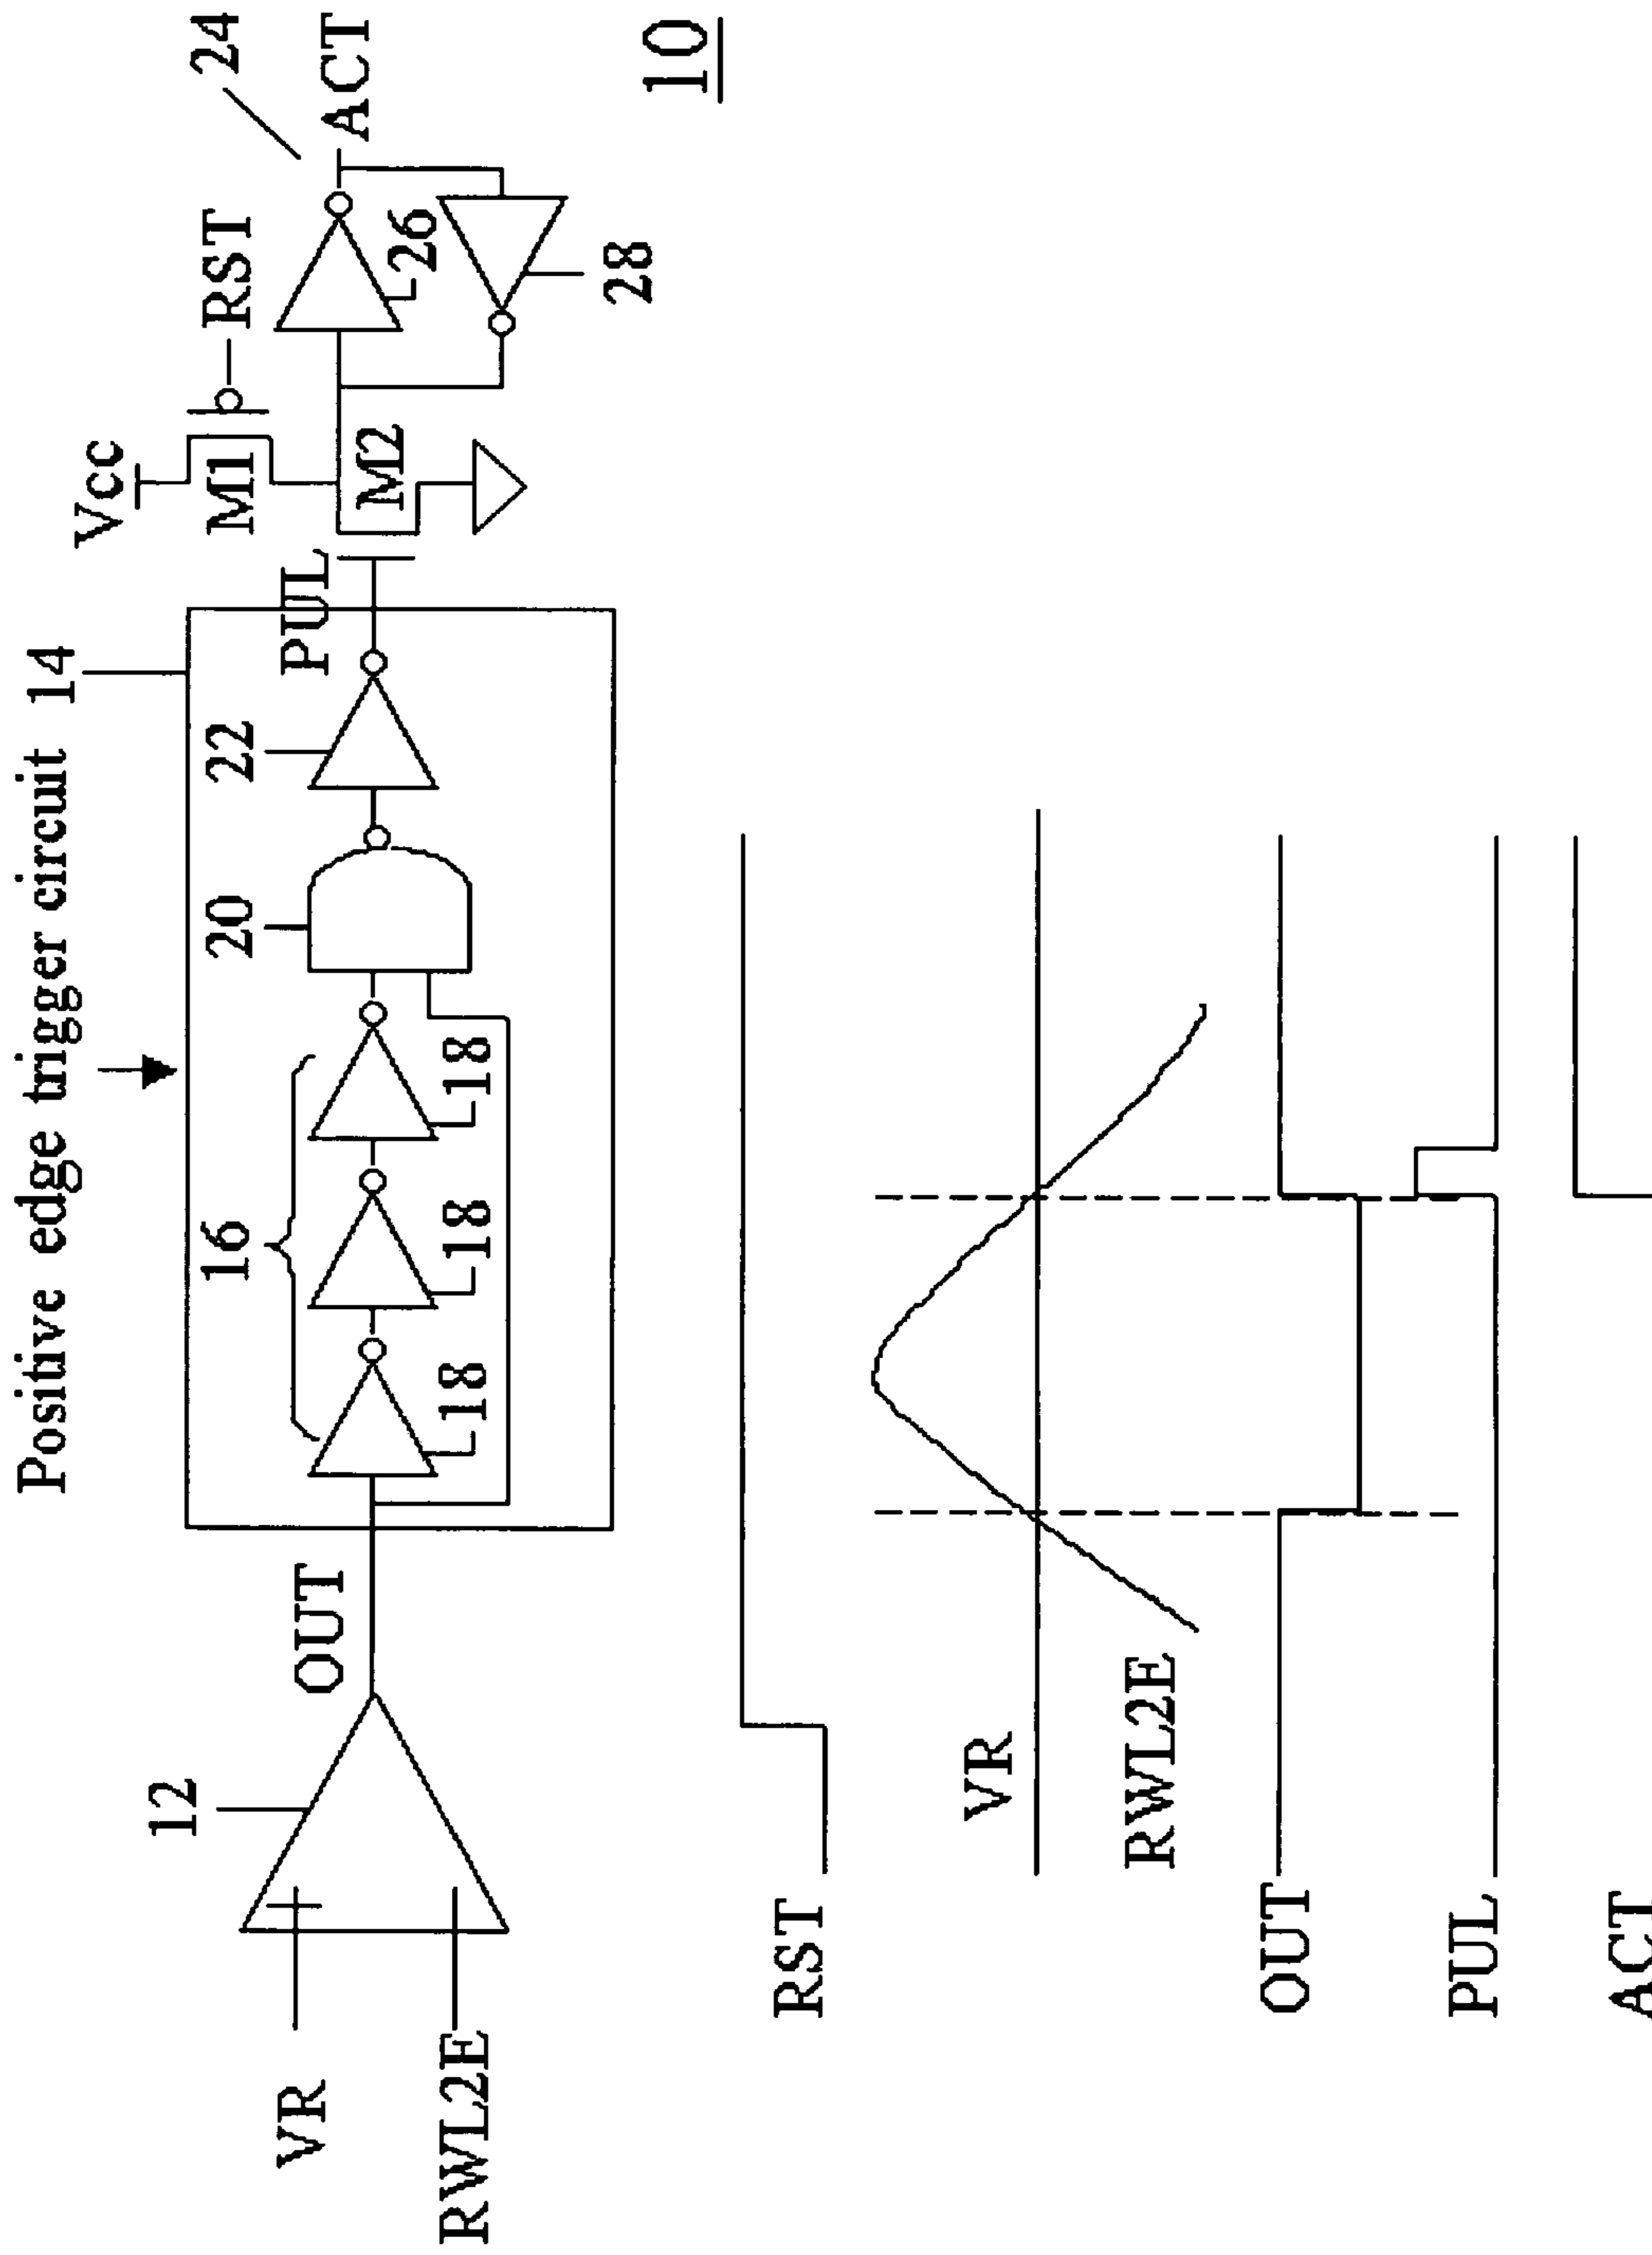 Positive edge trigger circuit 14
Vcc
24
12
16
20
22
M1
RST
OUT
PUL
ACT
VR
M2
26
RWL2E
18
18
18
28
10
RST
VR
RWL2E
OUT
PUL
ACT